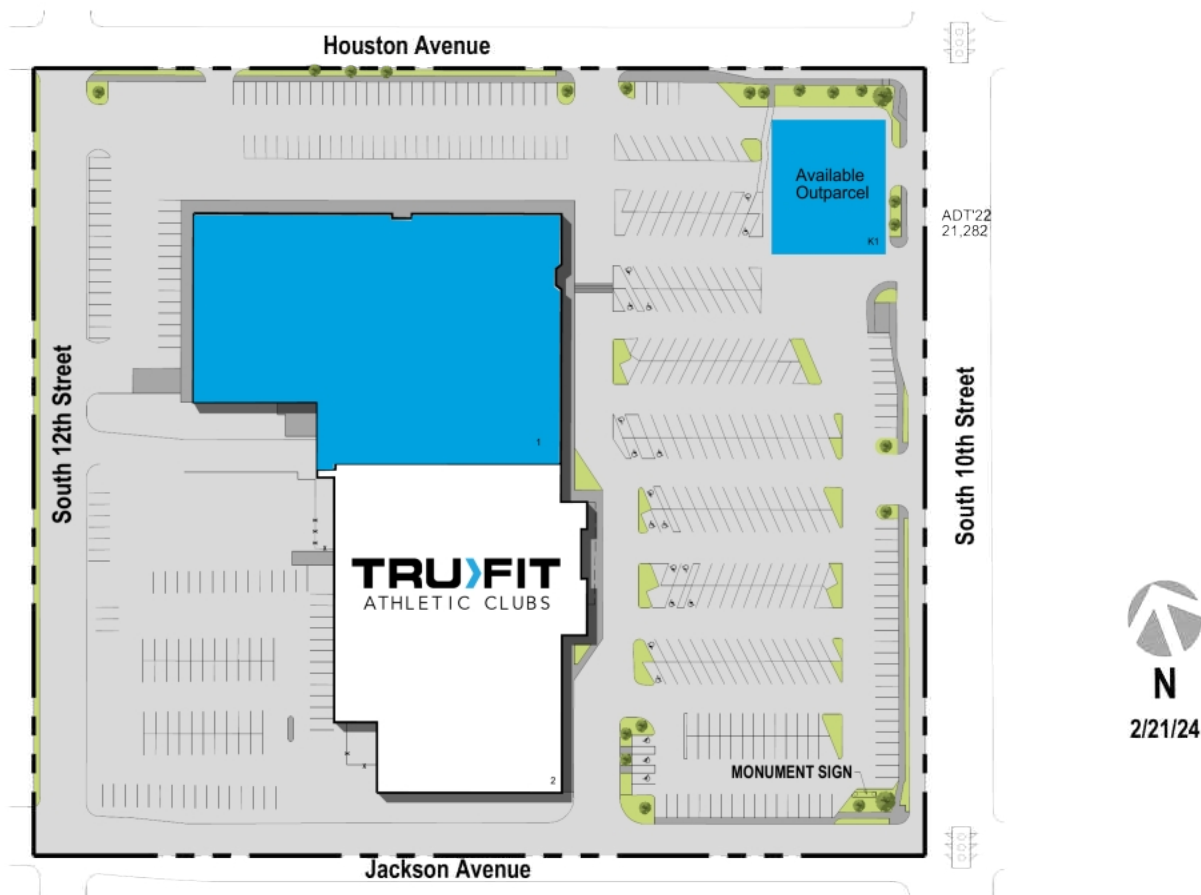 Houston Avenue
Available
Outparcel
K1
ADT'22
21,282
South 12th Street
South 10th Street
1
TRU FIT
ATHLETIC CLUBS
N
2/21/24
MONUMENT SIGN
2
Jackson Avenue